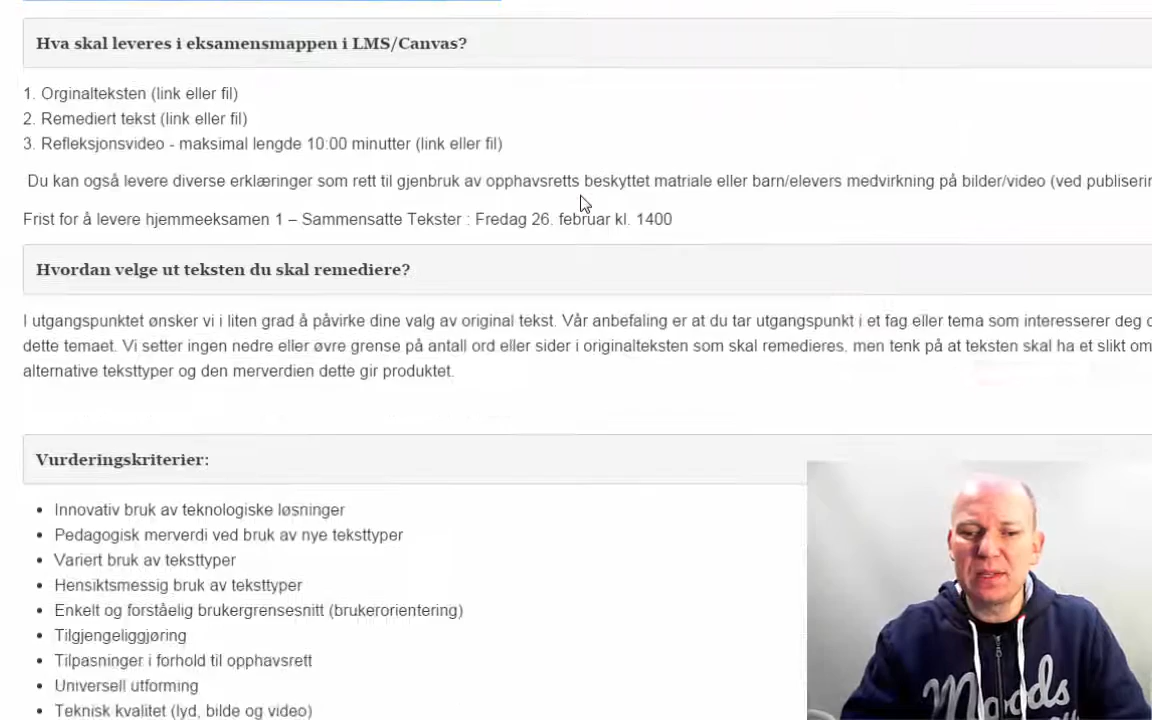 Hva skal leveres i eksamensmappen i LMS/Canvas?
1. Orginalteksten (link eller fil)
2. Remediert tekst (link eller fil)
3. Refleksjonsvideo - maksimal lengde 10:00 minutter (link eller fil)
Du kan også levere diverse erklæringer som rett til gjenbruk av opphavsretts beskyttet matriale eller barn/elevers medvirkning på bilder/video (ved
Frist for å levere hjemmeeksamen 1 – Sammensatte Tekster : Fredag 26. februar kl. 1400
Hvordan velge ut teksten du skal remediere?
I utgangspunktet ønsker vi i liten grad å påvirke dine valg av original tekst. Vår anbefaling er at du tar utgangspunkt i et fag eller tema som interesserer deg
dette temaet. Vi setter ingen nedre eller øvre grense på antall ord eller sider i originalteksten som skal remedieres, men tenk på at teksten skal ha et slikt
alternative teksttyper og den merverdien dette gir produktet.
Vurderingskriterier:
• Innovativ bruk av teknologiske løsninger
• Pedagogisk merverdi ved bruk av nye teksttyper
• Variert bruk av teksttyper
• Hensiktsmessig bruk av teksttyper
• Enkelt og forståelig brukergrensesnitt (brukerorientering)
• Tilgjengeliggjøring
• Tilpasninger i forhold til opphavsrett
• Universell utforming
• Teknisk kvalitet (lyd, bilde og video)